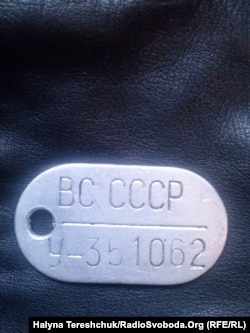 ВС СССР
У-351062
Halyna Tereshchuk/RadioSvoboda.Org (RFE/RL)